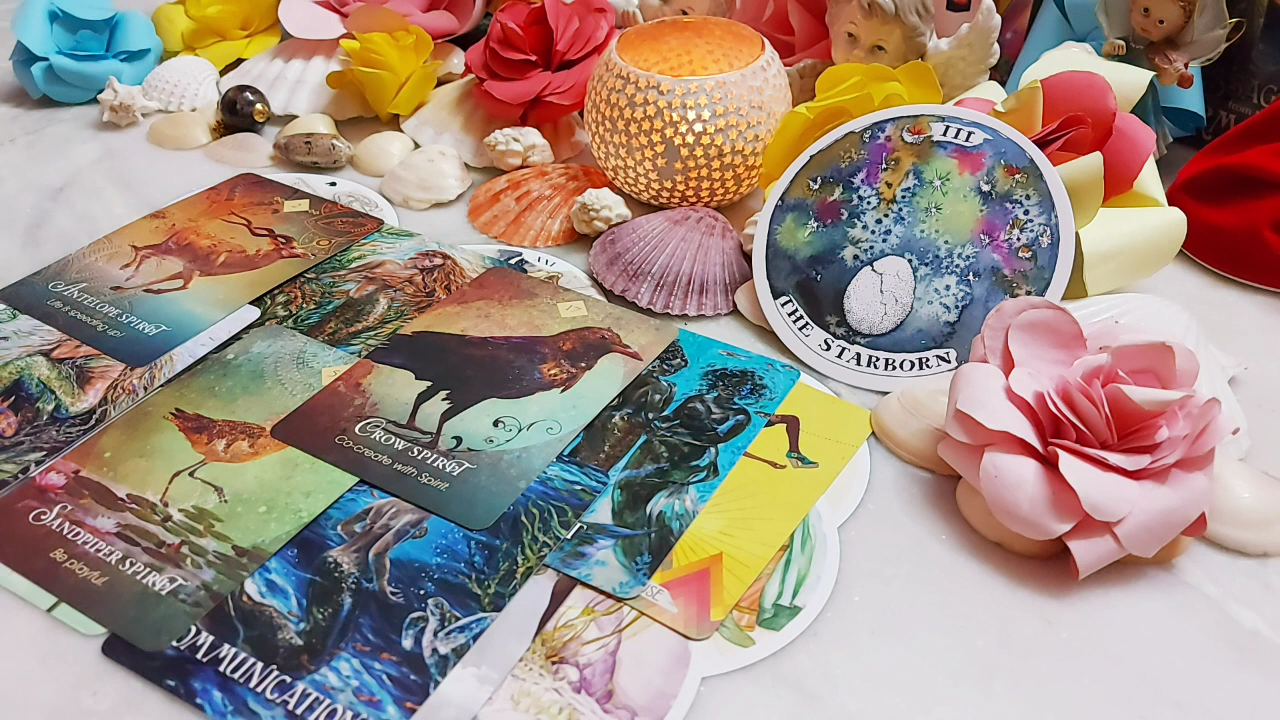 III
THE STARBORN
ANTELOPE SPIRIT
Life is speeding up!
CROW SPIRIT
Co-create with Spirit.
SANDPIPER SPIRIT
Be playful.
OMMUNICATION